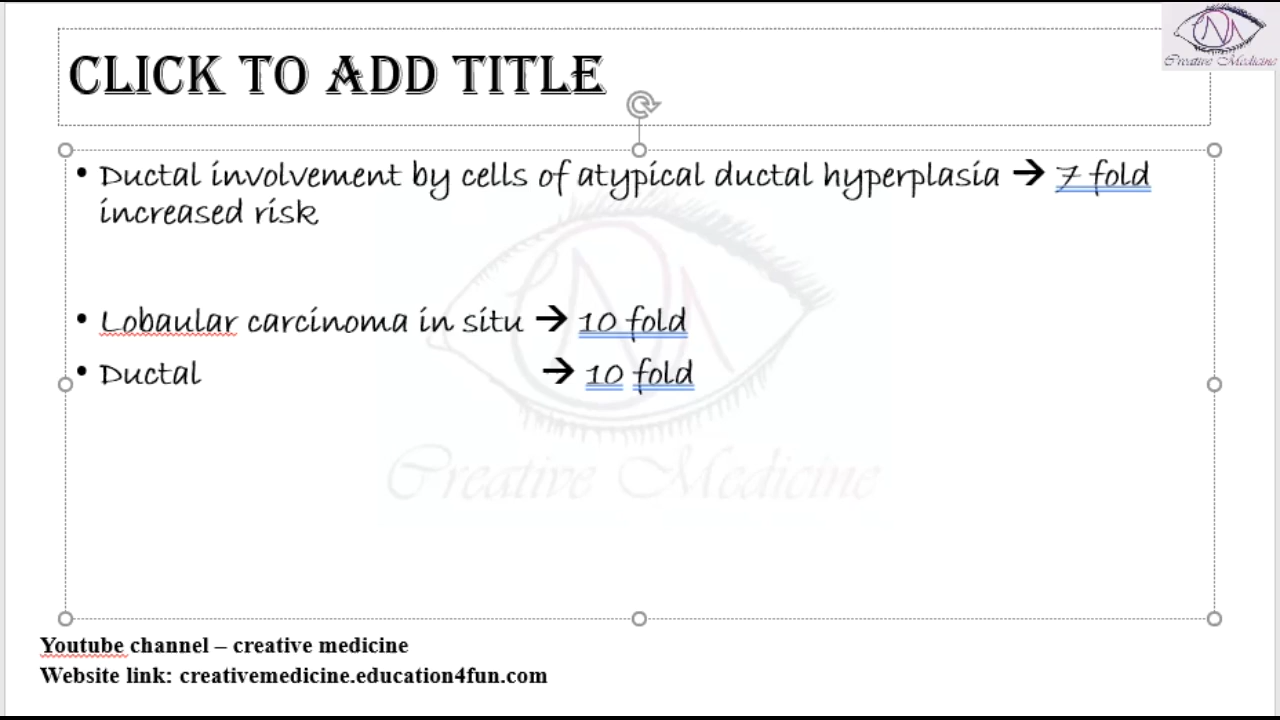 Creative Medicine
CLICK TO ADD TITLE
• Ductal involvement by cells of atypical ductal hyperplasia → 7 fold
increased risk
• Lobaular carcinoma in situ → 10 fold
• Ductal → 10 fold
Creative Medicine
Youtube channel – creative medicine
Website link: creativemedicine.education4fun.com